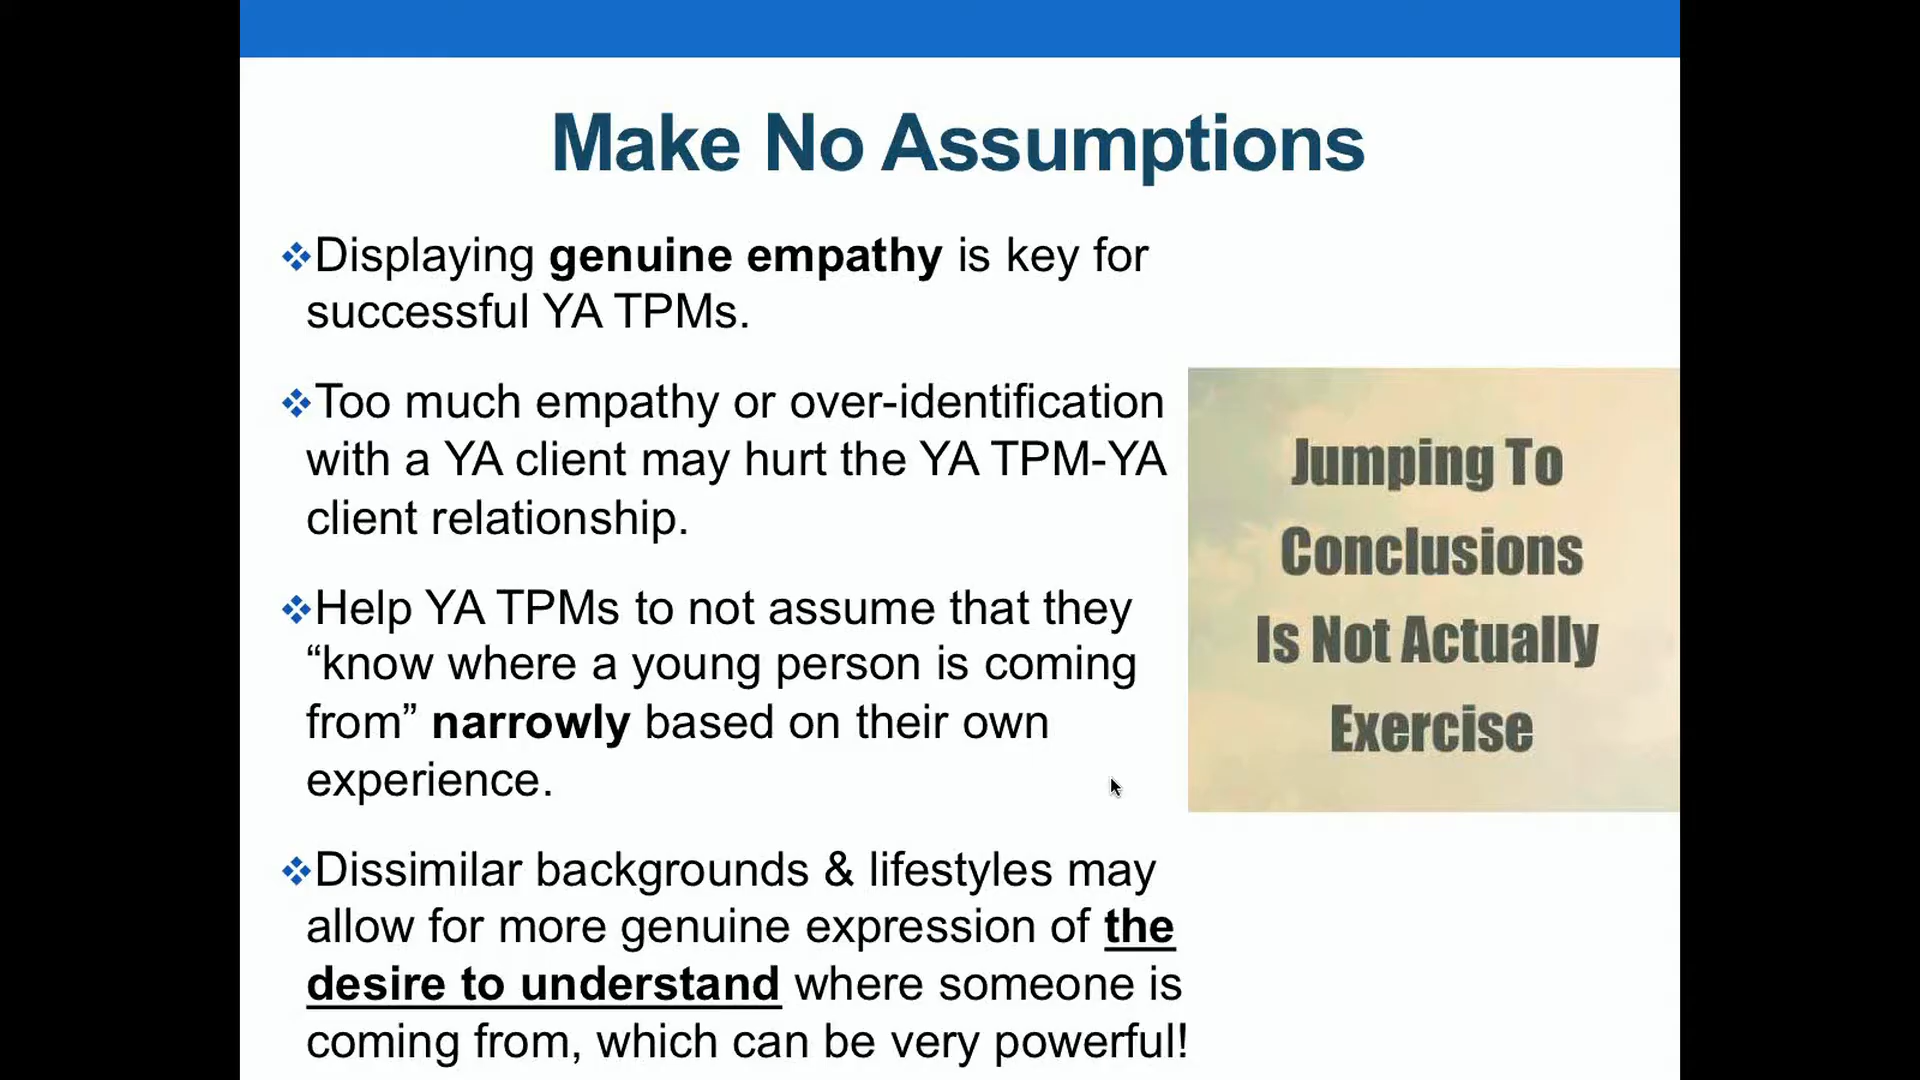 Make No Assumptions
❖Displaying genuine empathy is key for
successful YA TPMs.
❖Too much empathy or over-identification
with a YA client may hurt the YA TPM-YA
client relationship.
❖Help YA TPMs to not assume that they
“know where a young person is coming
from” narrowly based on their own
experience.
❖Dissimilar backgrounds & lifestyles may
allow for more genuine expression of the
desire to understand where someone is
coming from, which can be very powerful!
Jumping To
Conclusions
Is Not Actually
Exercise